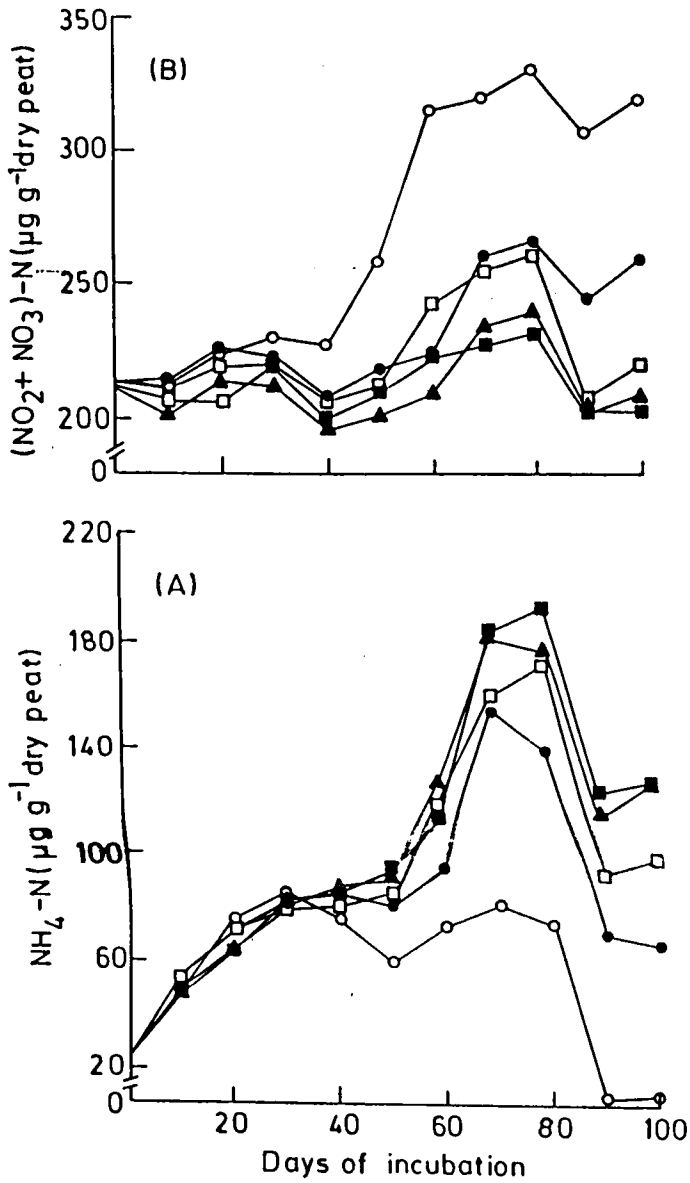 350
(B)
300
250
200
0
(NO₂+ NO₃)-N (µg g⁻¹dry peat)
220
(A)
180
140
100
60
20
0
NH₄-N (µg g⁻¹dry peat)
20 40 60 80 100
Days of incubation